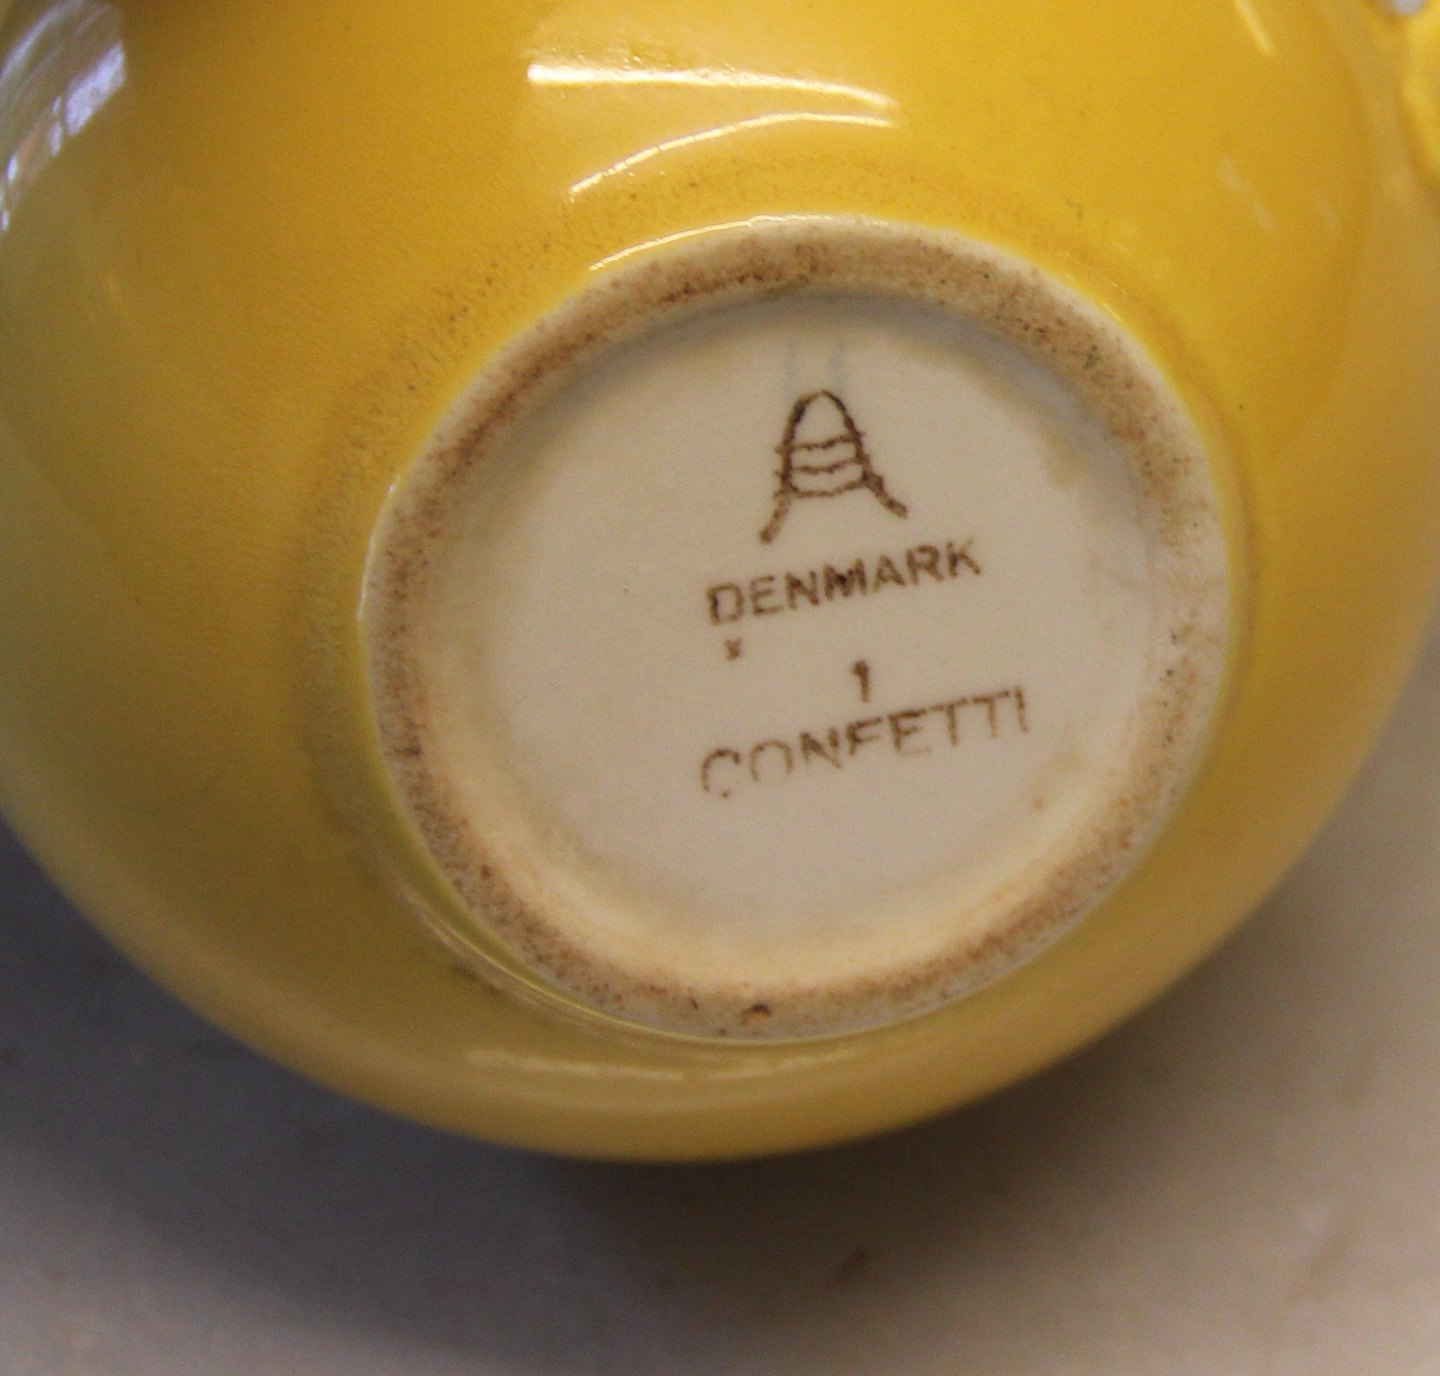 DENMARK
x
1
CONFETTI